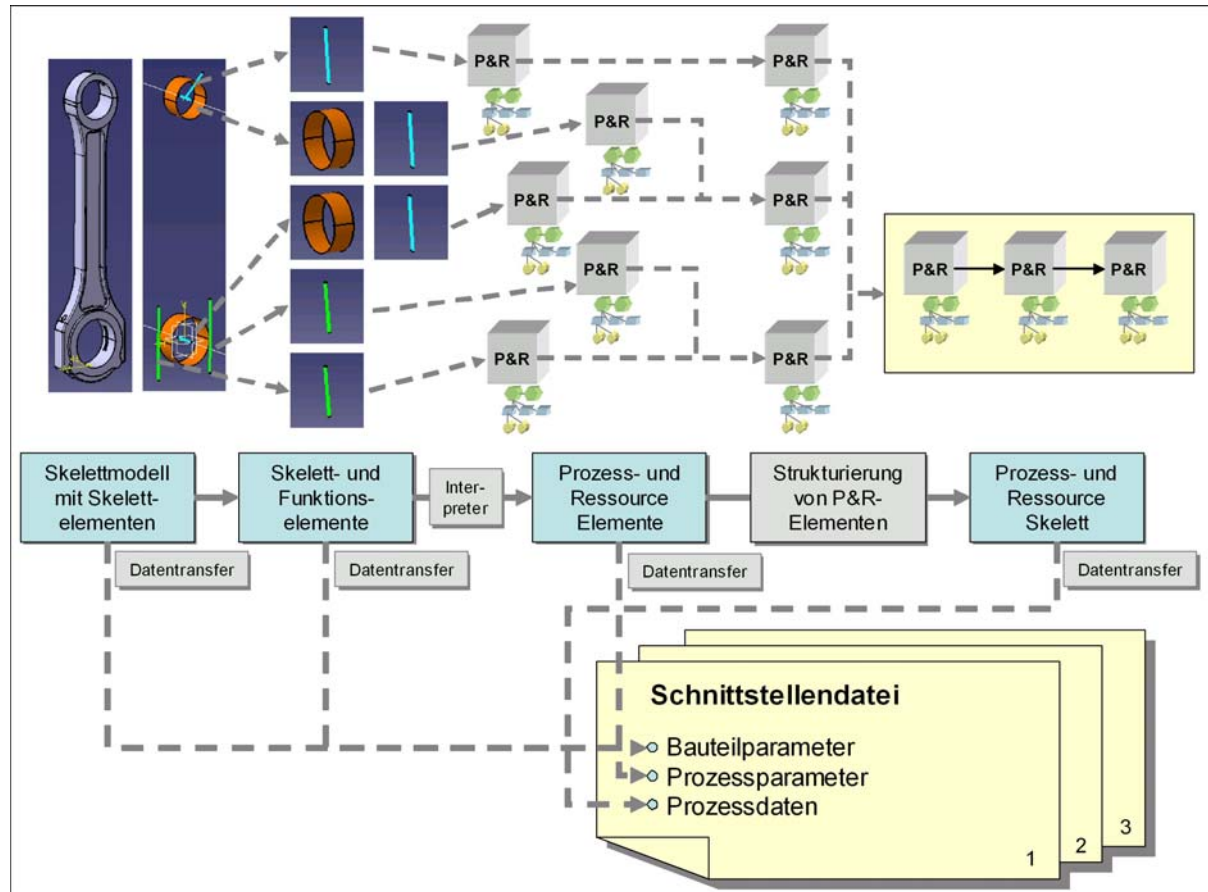 P&R
P&R
P&R
P&R
P&R
P&R
P&R
P&R
P&R
P&R
P&R
P&R
Skelettmodell
mit Skelett-
elementen
Skelett- und
Funktions-
elemente
Inter-
preter
Prozess- und
Ressource
Elemente
Strukturierung
von P&R-
Elementen
Prozess- und
Ressource
Skelett
Datentransfer
Datentransfer
Datentransfer
Datentransfer
Schnittstellendatei
Bauteilparameter
Prozessparameter
Prozessdaten
1
2
3